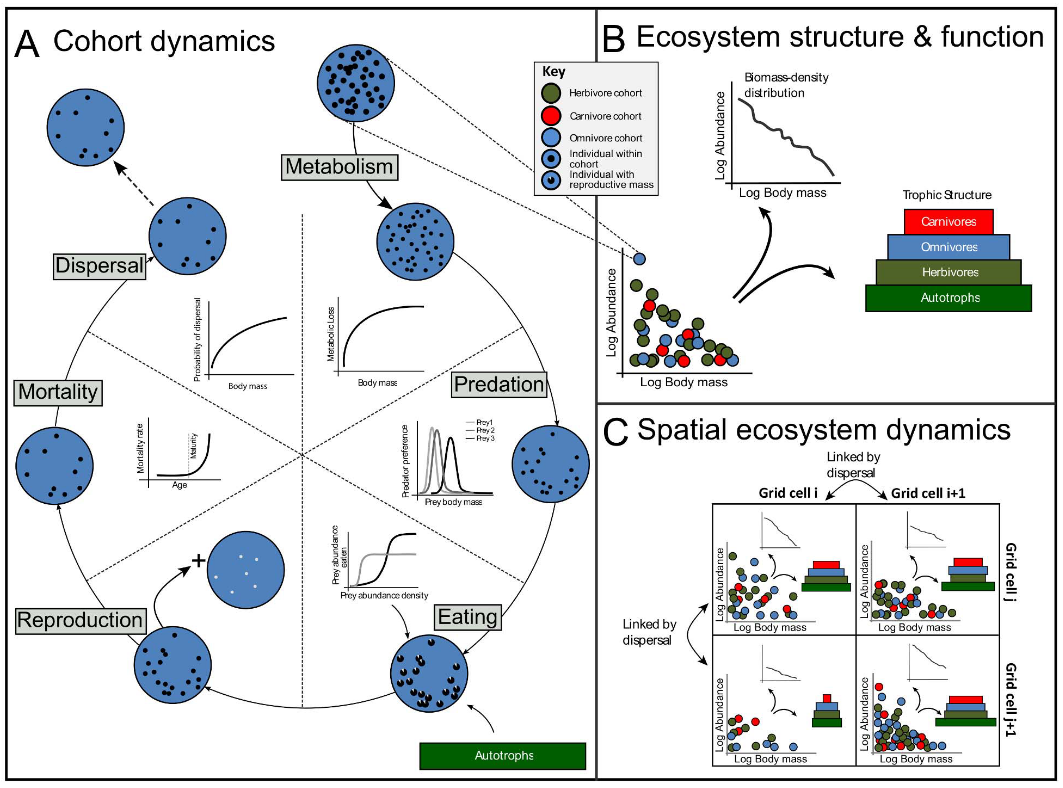 A Cohort dynamics
Metabolism
Dispersal
Probability of dispersal
Body mass
Metabolic Loss
Body mass
Mortality
Mortality rate
Maturity
Age
Predation
Predator preference
Prey1
Prey 2
Prey 3
Prey body mass
Prey abundance
eaten
Prey abundance density
Eating
Reproduction
+
Autotrophs
Key
Herbivore cohort
Carnivore cohort
Omnivore cohort
Individual within
cohort
Individual with
reproductive mass
B Ecosystem structure & function
Biomass-density
distribution
Log Abundance
Log Body mass
Trophic Structure
Carnivores
Omnivores
Herbivores
Autotrophs
Log Abundance
Log Body mass
C Spatial ecosystem dynamics
Linked by
dispersal
Grid cell i
Grid cell i+1
Grid cell j
Grid cell j+1
Linked by
dispersal
Log Abundance
Log Body mass
Log Abundance
Log Body mass
Log Abundance
Log Body mass
Log Abundance
Log Body mass